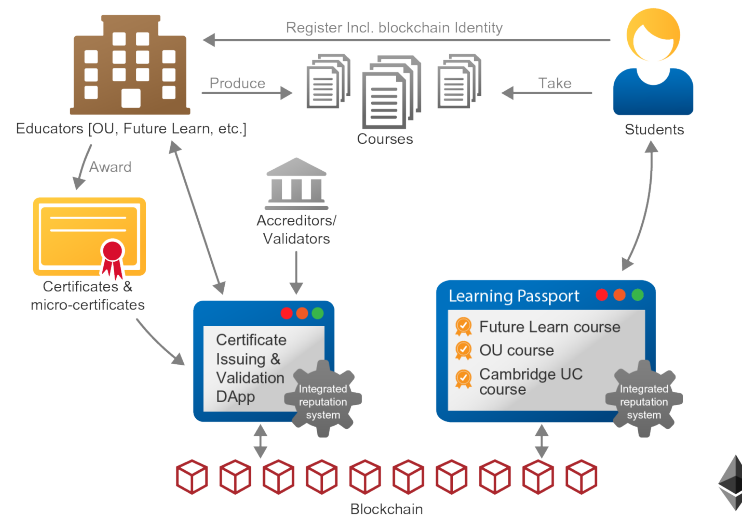 Register Incl. blockchain Identity
Produce
Take
Educators [OU, Future Learn, etc.]
Courses
Students
Award
Accreditors/
Validators
Certificates &
micro-certificates
Certificate
Issuing &
Validation
DApp
Integrated
reputation
system
Learning Passport
Future Learn course
OU course
Cambridge UC
course
Integrated
reputation
system
Blockchain